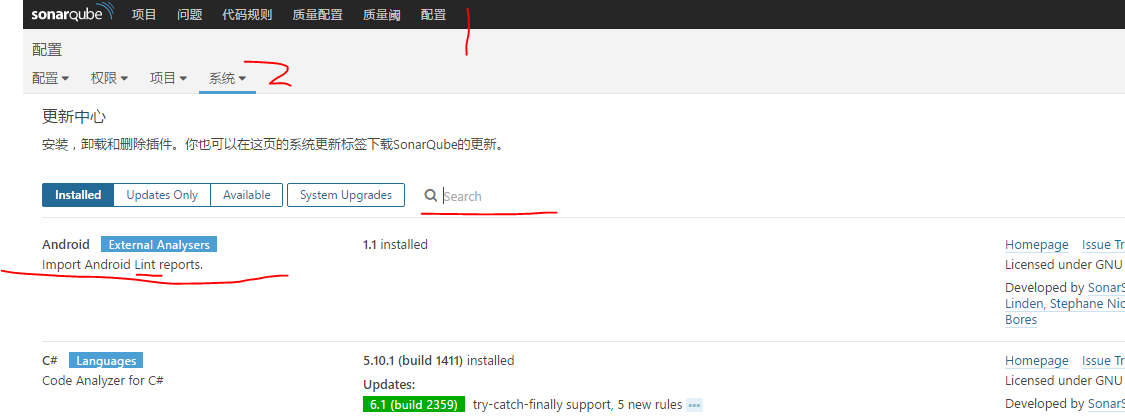 sonarqube 项目 问题 代码规则 质量配置 质量阈 配置 1
配置
配置 权限 项目 系统 2
更新中心
安装，卸载和删除插件。你也可以在这页的系统更新标签下载SonarQube的更新。
Installed Updates Only Available System Upgrades Search
Android External Analysers 1.1 installed Homepage Issue Tr
Import Android Lint reports. Licensed under GNU
Developed by SonarS
Linden, Stephane Nic
Bores
C# Languages 5.10.1 (build 1411) installed Homepage Issue Tr
Code Analyzer for C# Licensed under GNU
Updates:
6.1 (build 2359) try-catch-finally support, 5 new rules ••• Developed by SonarS